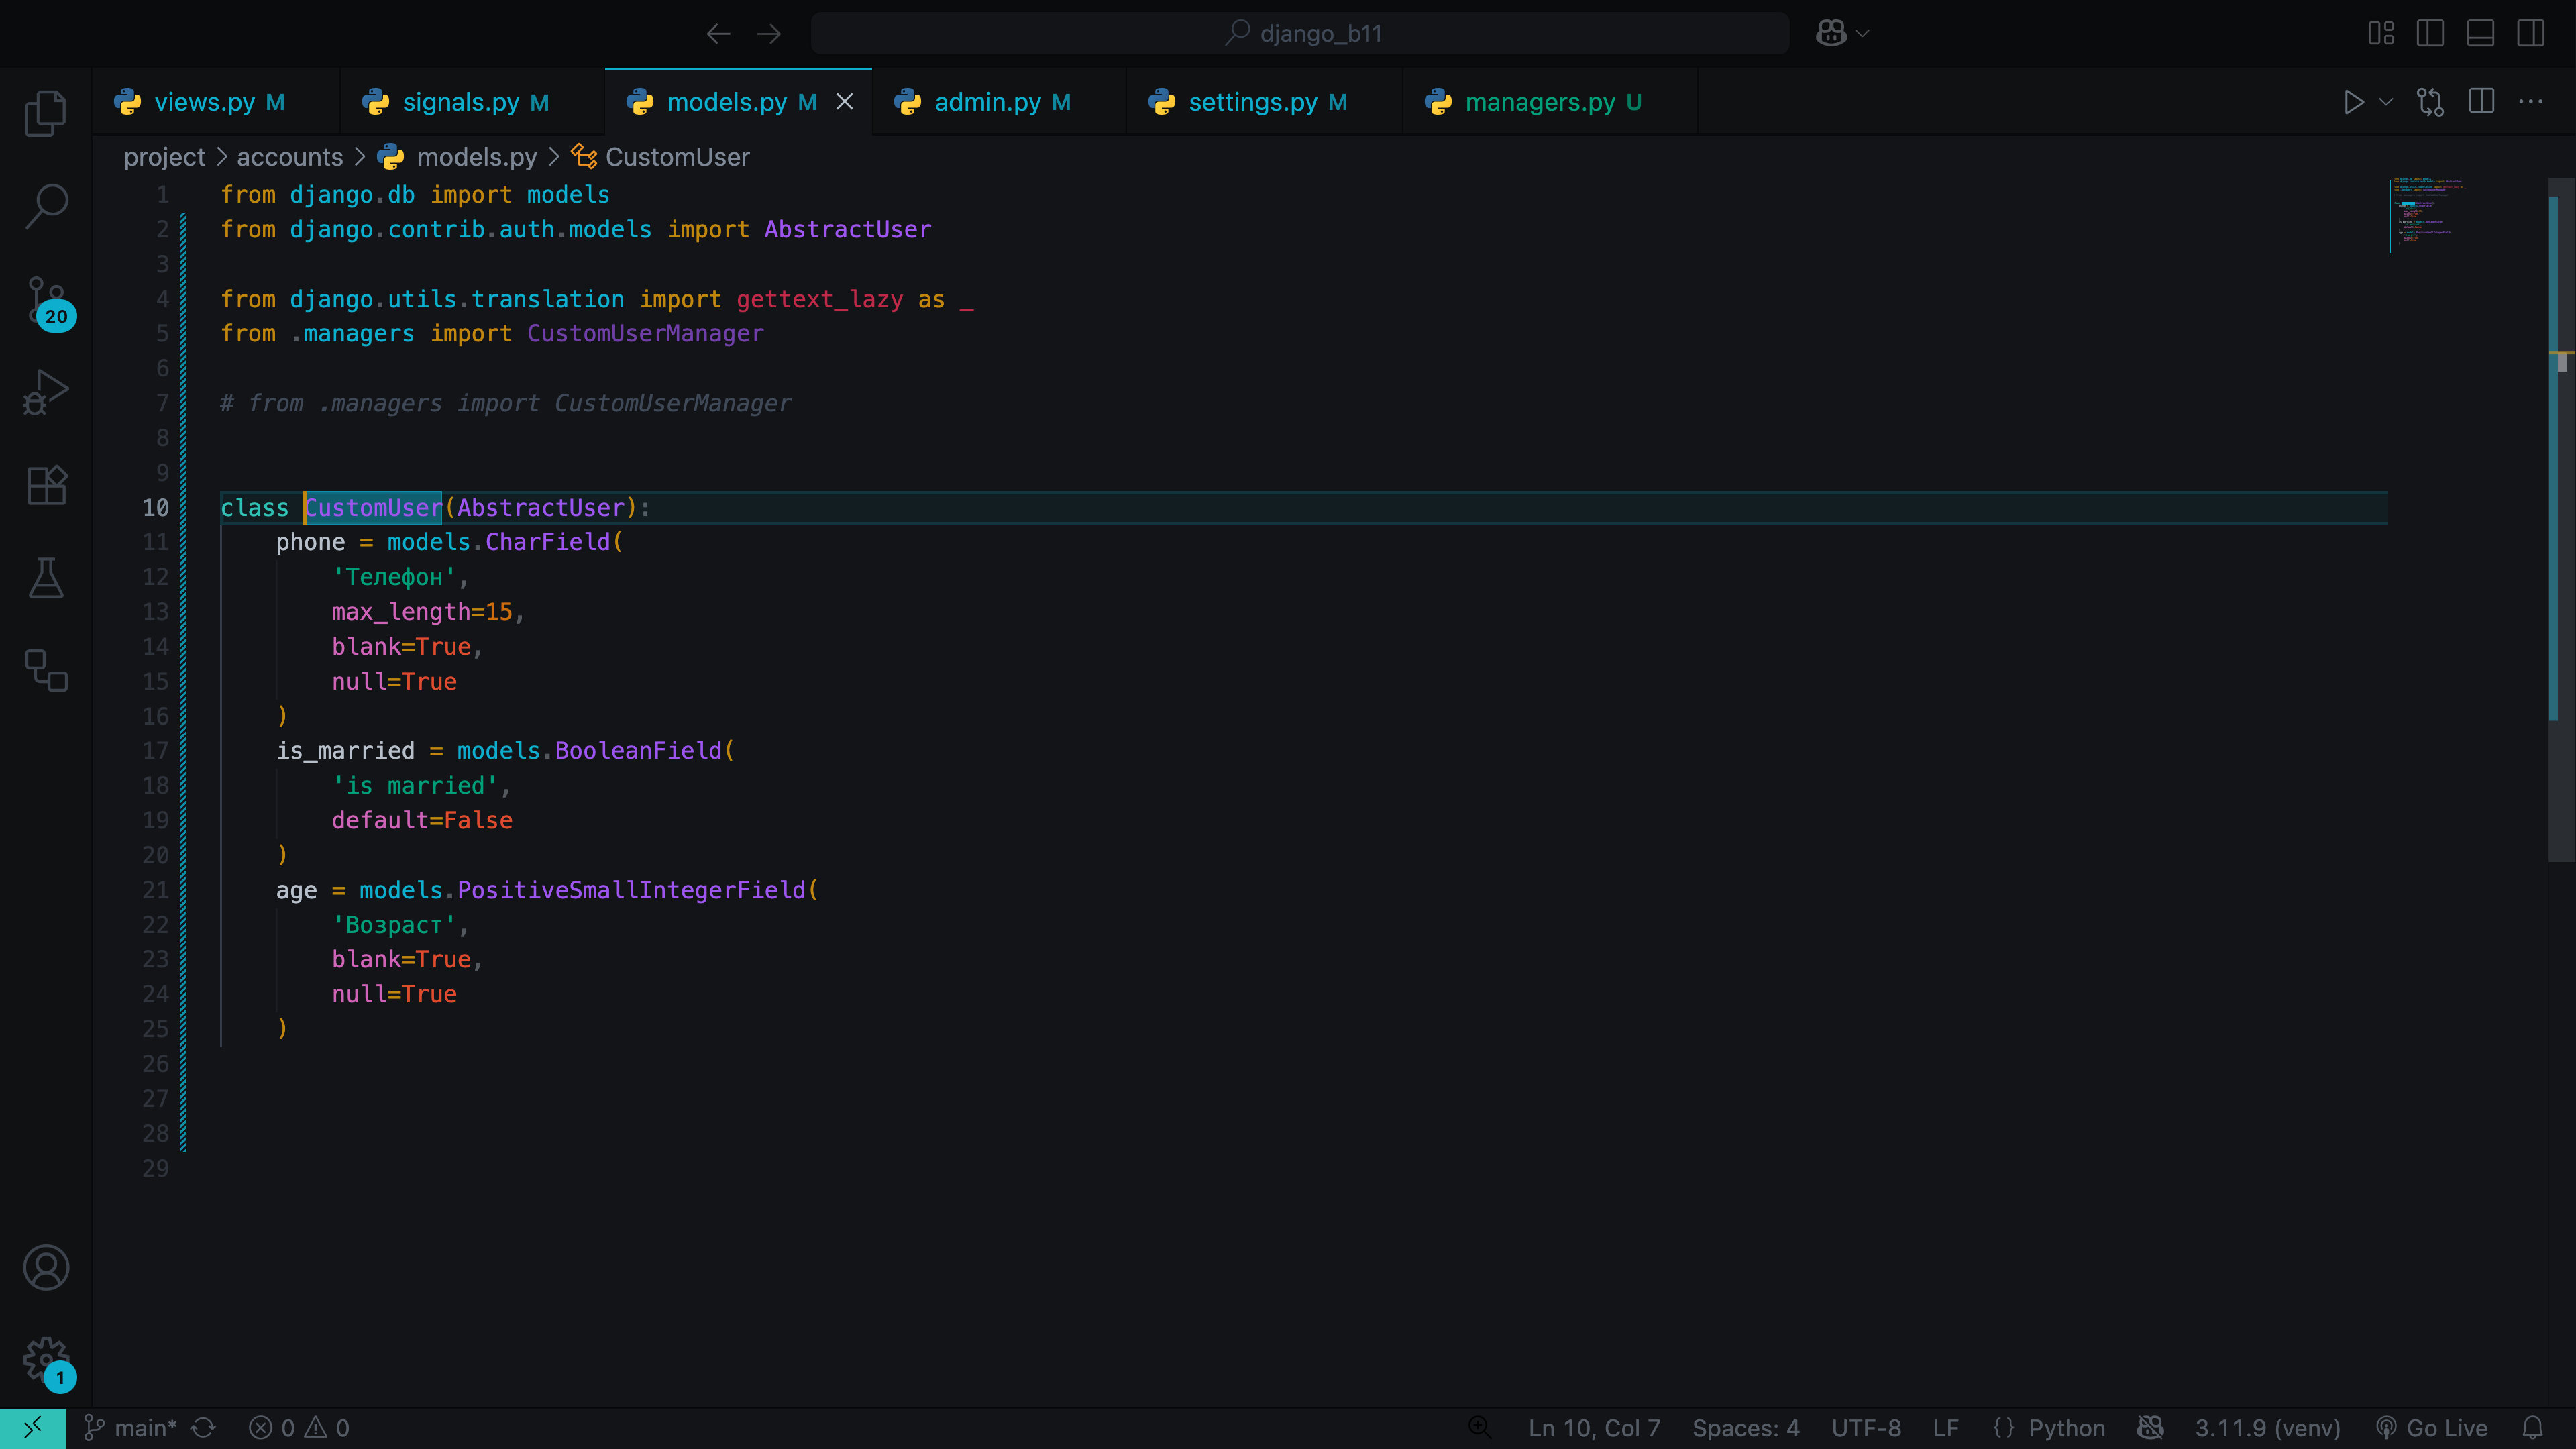 django_b11
views.py M signals.py M models.py M admin.py M settings.py M managers.py U
project > accounts > models.py > CustomUser
1 from django.db import models
2 from django.contrib.auth.models import AbstractUser
3
4 from django.utils.translation import gettext_lazy as _
5 from .managers import CustomUserManager
6
7 # from .managers import CustomUserManager
8
9
10 class CustomUser(AbstractUser):
11 phone = models.CharField(
12 'Телефон',
13 max_length=15,
14 blank=True,
15 null=True
16 )
17 is_married = models.BooleanField(
18 'is married',
19 default=False
20 )
21 age = models.PositiveSmallIntegerField(
22 'Возраст',
23 blank=True,
24 null=True
25 )
26
27
28
29
20
1
main* 0 0 Ln 10, Col 7 Spaces: 4 UTF-8 LF {} Python 3.11.9 (venv) Go Live